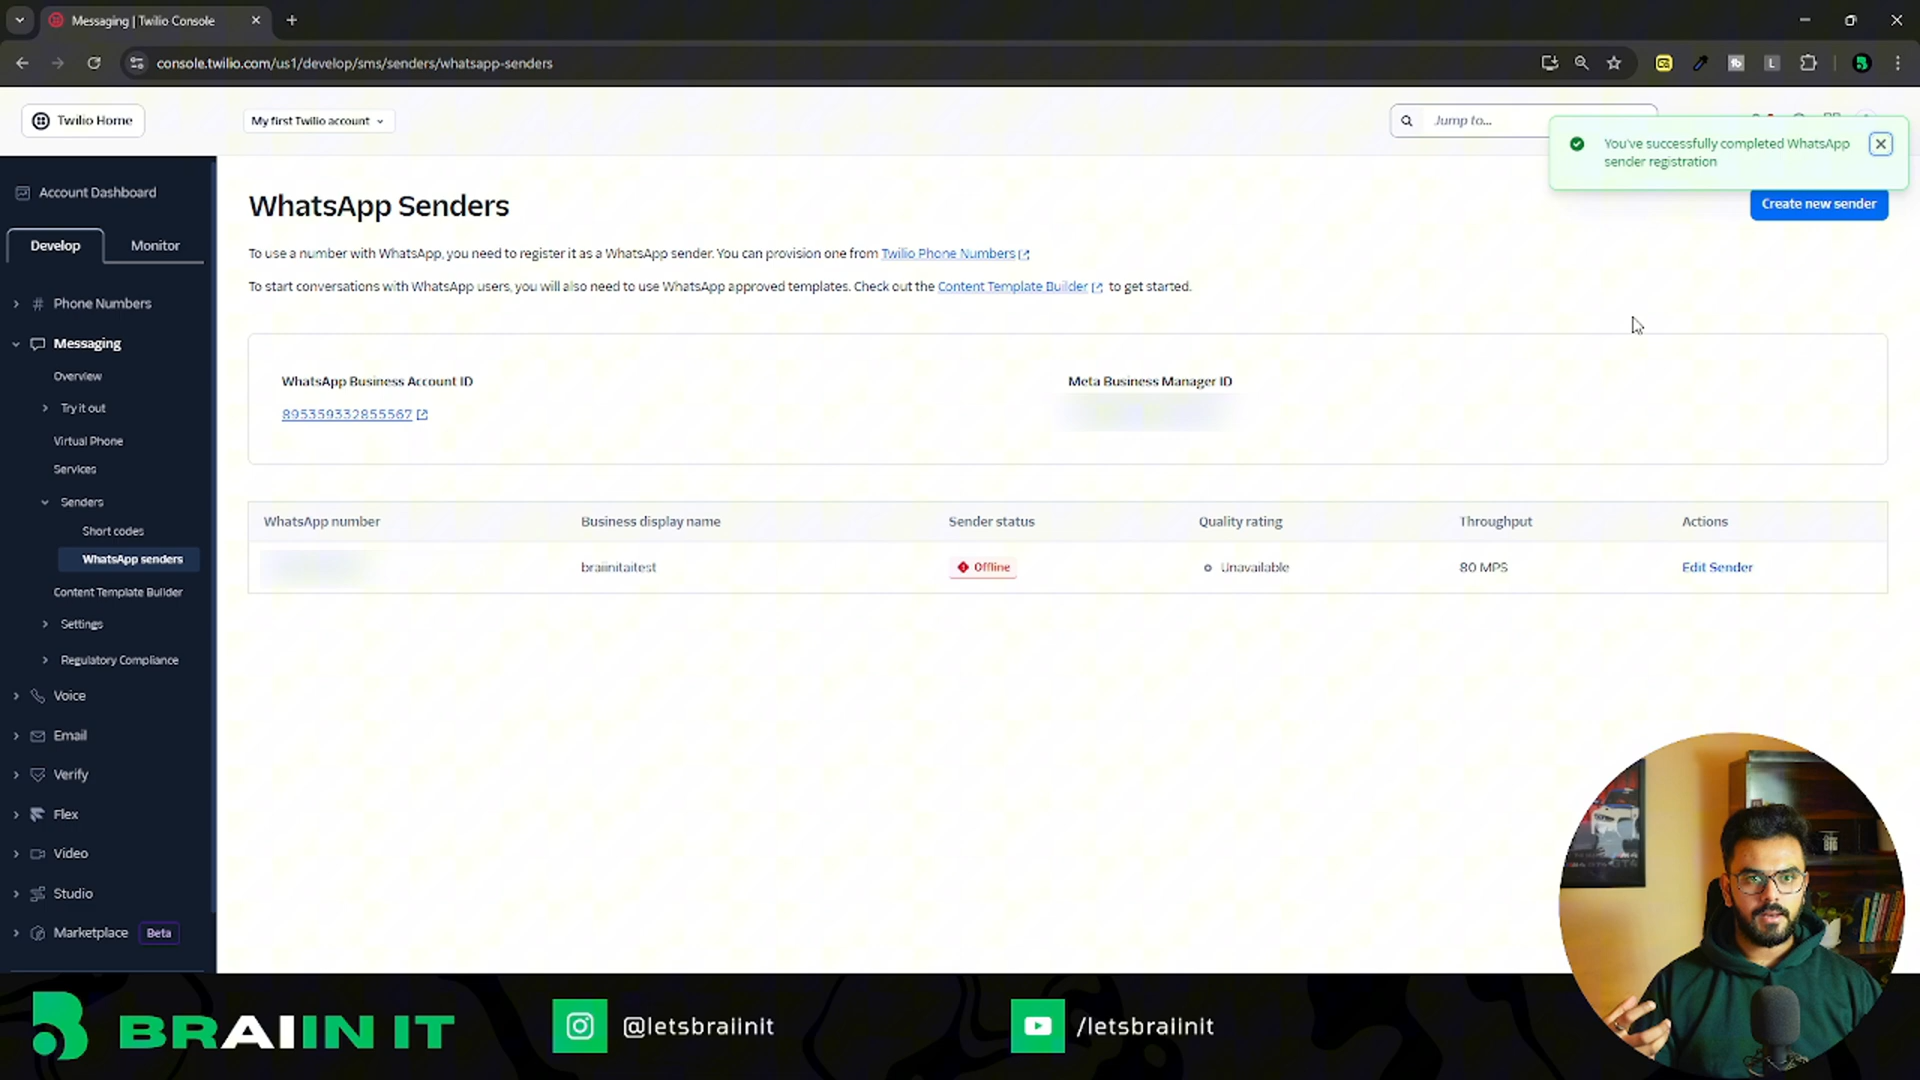 Messaging | Twilio Console
console.twilio.com/us1/develop/sms/senders/whatsapp-senders
Twilio Home
My first Twilio account
Jump to...
You've successfully completed WhatsApp
sender registration
Account Dashboard
Develop
Monitor
Phone Numbers
Messaging
Overview
Try it out
Virtual Phone
Services
Senders
Short codes
WhatsApp senders
Content Template Builder
Settings
Regulatory Compliance
Voice
Email
Verify
Flex
Video
Studio
Marketplace
Beta
WhatsApp Senders
Create new sender
To use a number with WhatsApp, you need to register it as a WhatsApp sender. You can provision one from Twilio Phone Numbers
To start conversations with WhatsApp users, you will also need to use WhatsApp approved templates. Check out the Content Template Builder to get started.
WhatsApp Business Account ID
895359332855567
Meta Business Manager ID
WhatsApp number
Business display name
Sender status
Quality rating
Throughput
Actions
braiinitaitest
Offline
Unavailable
80 MPS
Edit Sender
BRAIIN IT
@letsbraiinit
/letsbraiinit